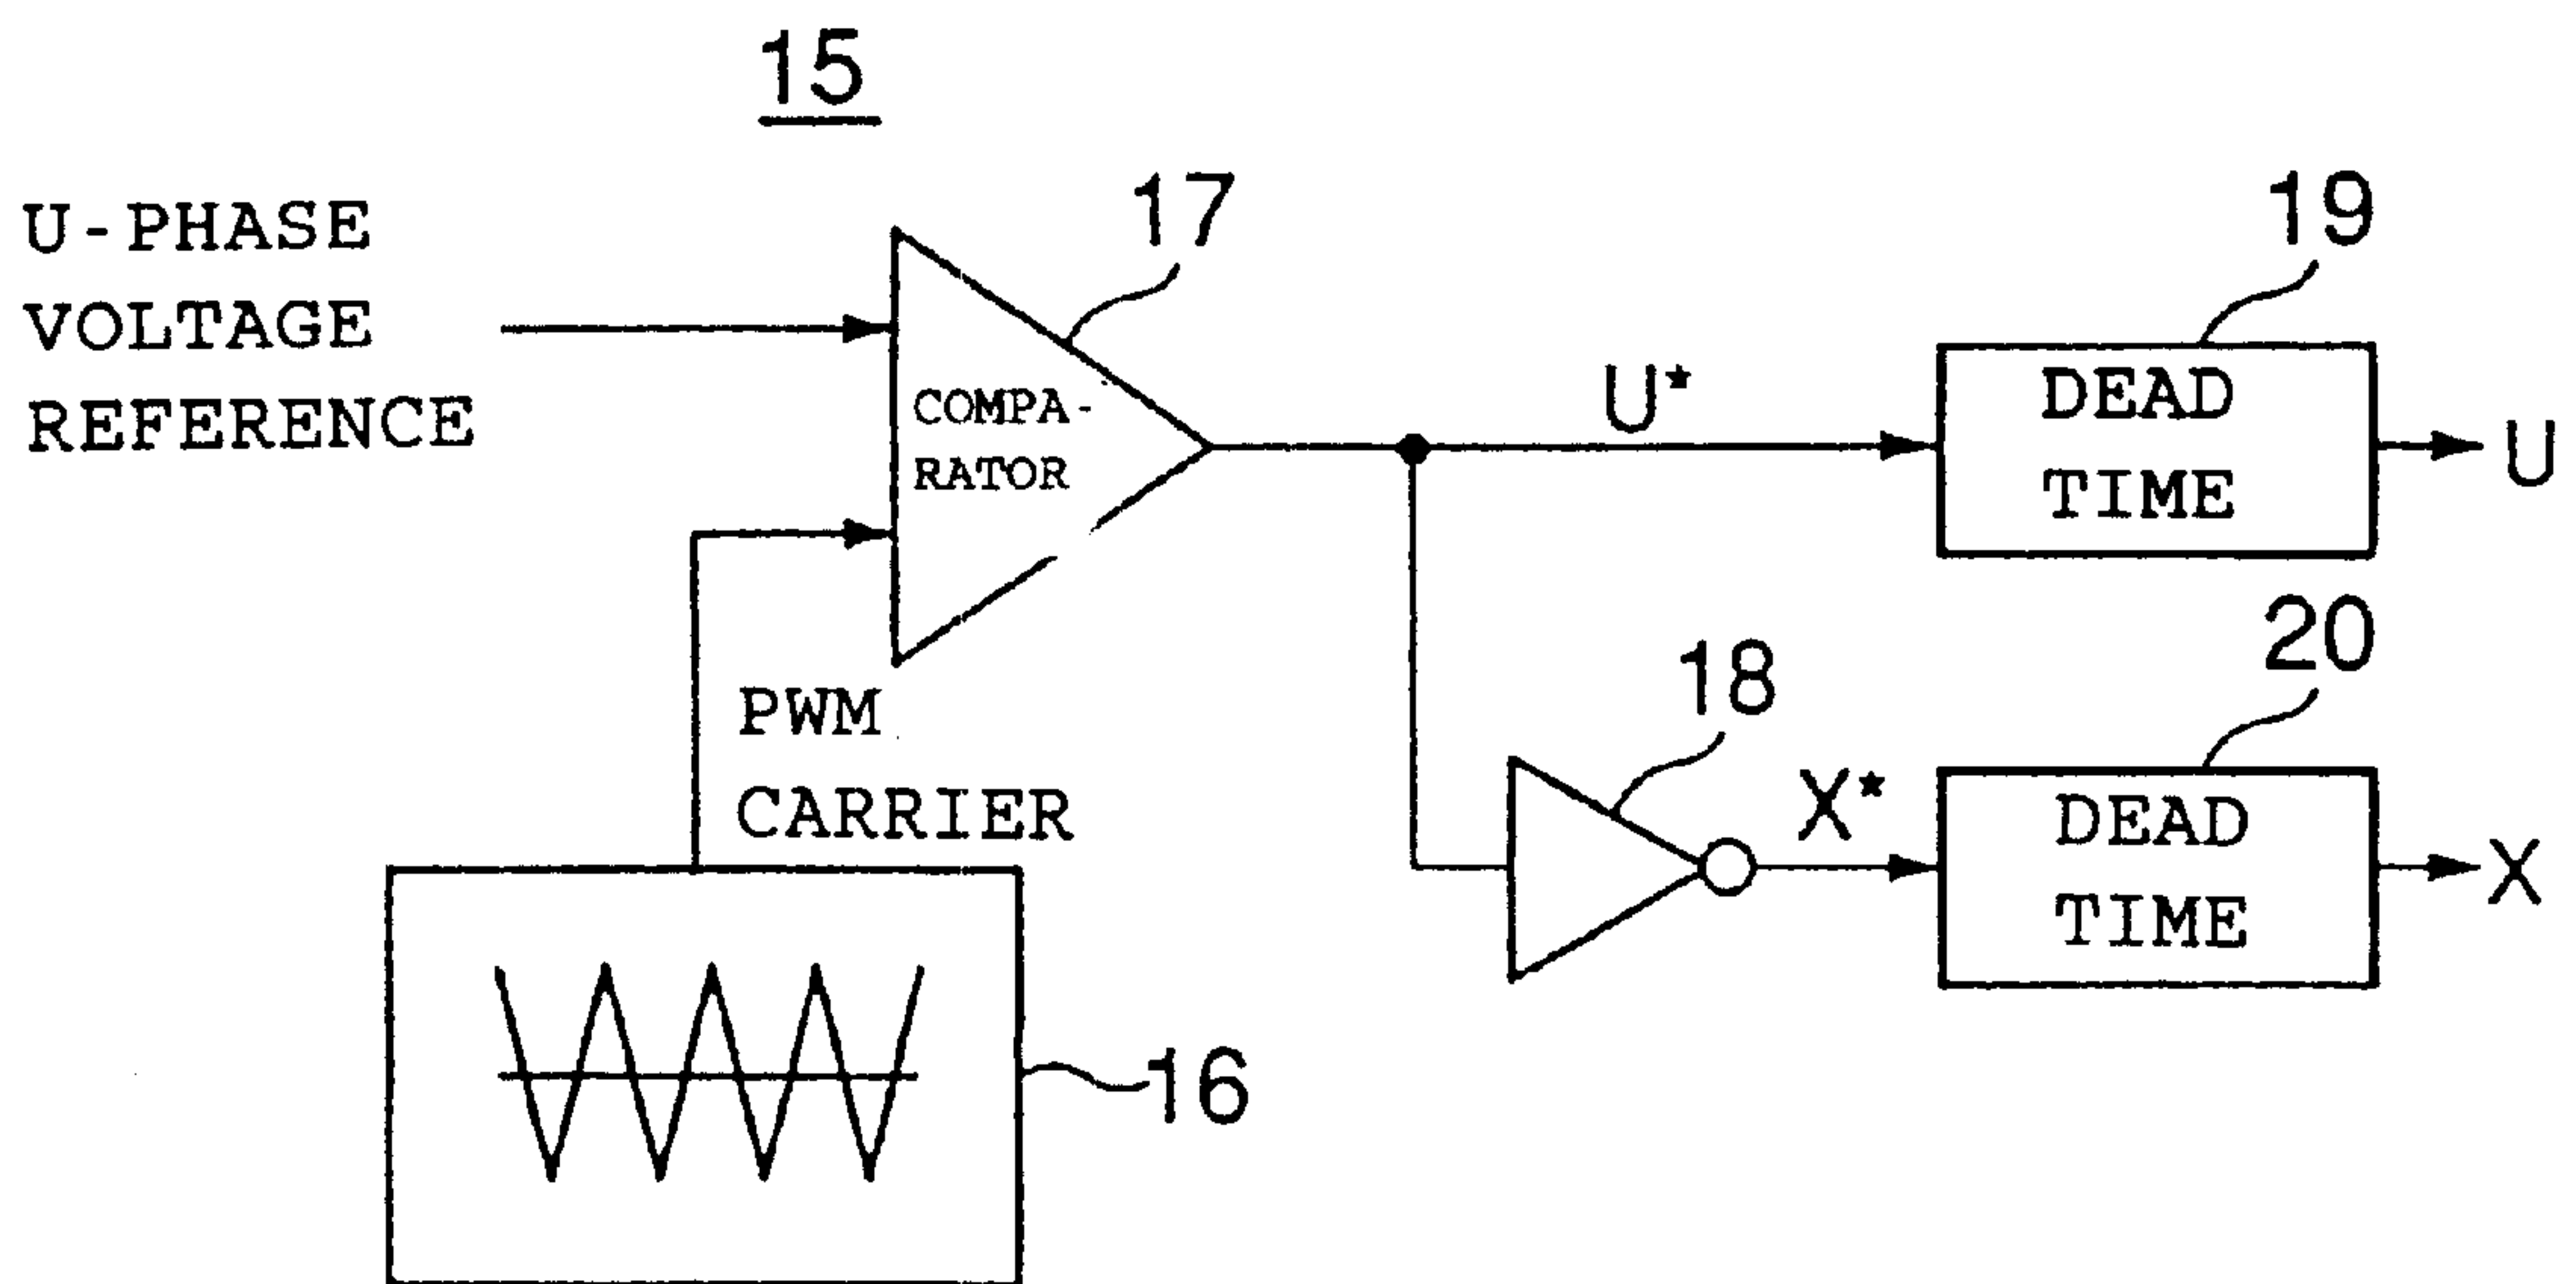 15
U-PHASE
VOLTAGE
REFERENCE
17
COMPA-
RATOR
U*
19
DEAD
TIME
U
PWM
CARRIER
16
18
X*
20
DEAD
TIME
X